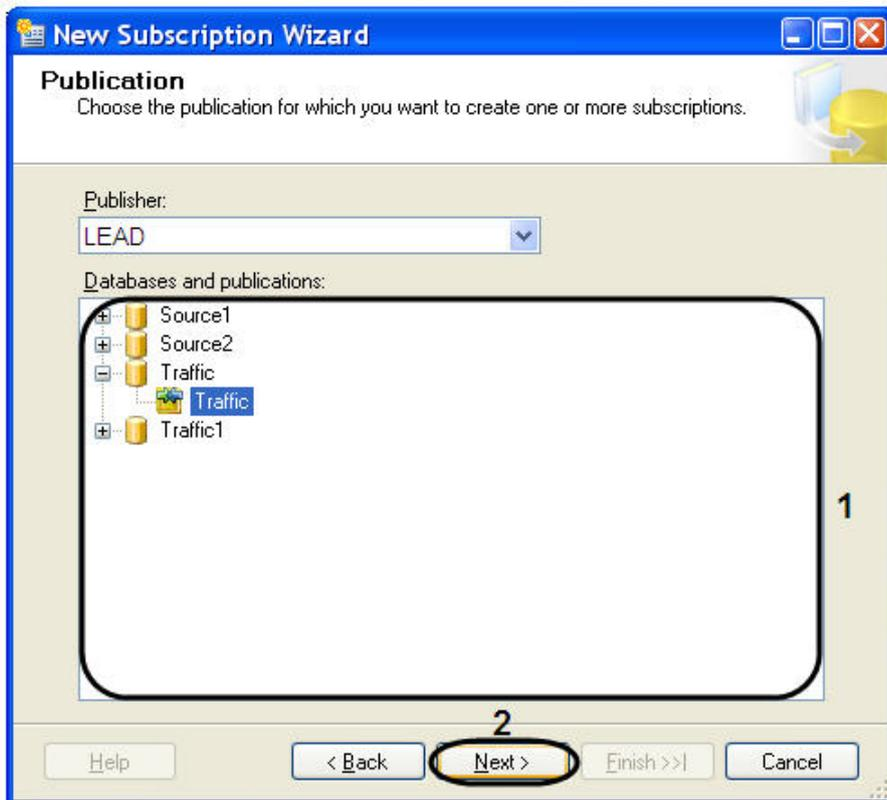 New Subscription Wizard
Publication
Choose the publication for which you want to create one or more subscriptions.
Publisher:
LEAD
Databases and publications:
Source1
Source2
Traffic
Traffic
Traffic1
1
2
Help
< Back
Next >
Finish >>|
Cancel